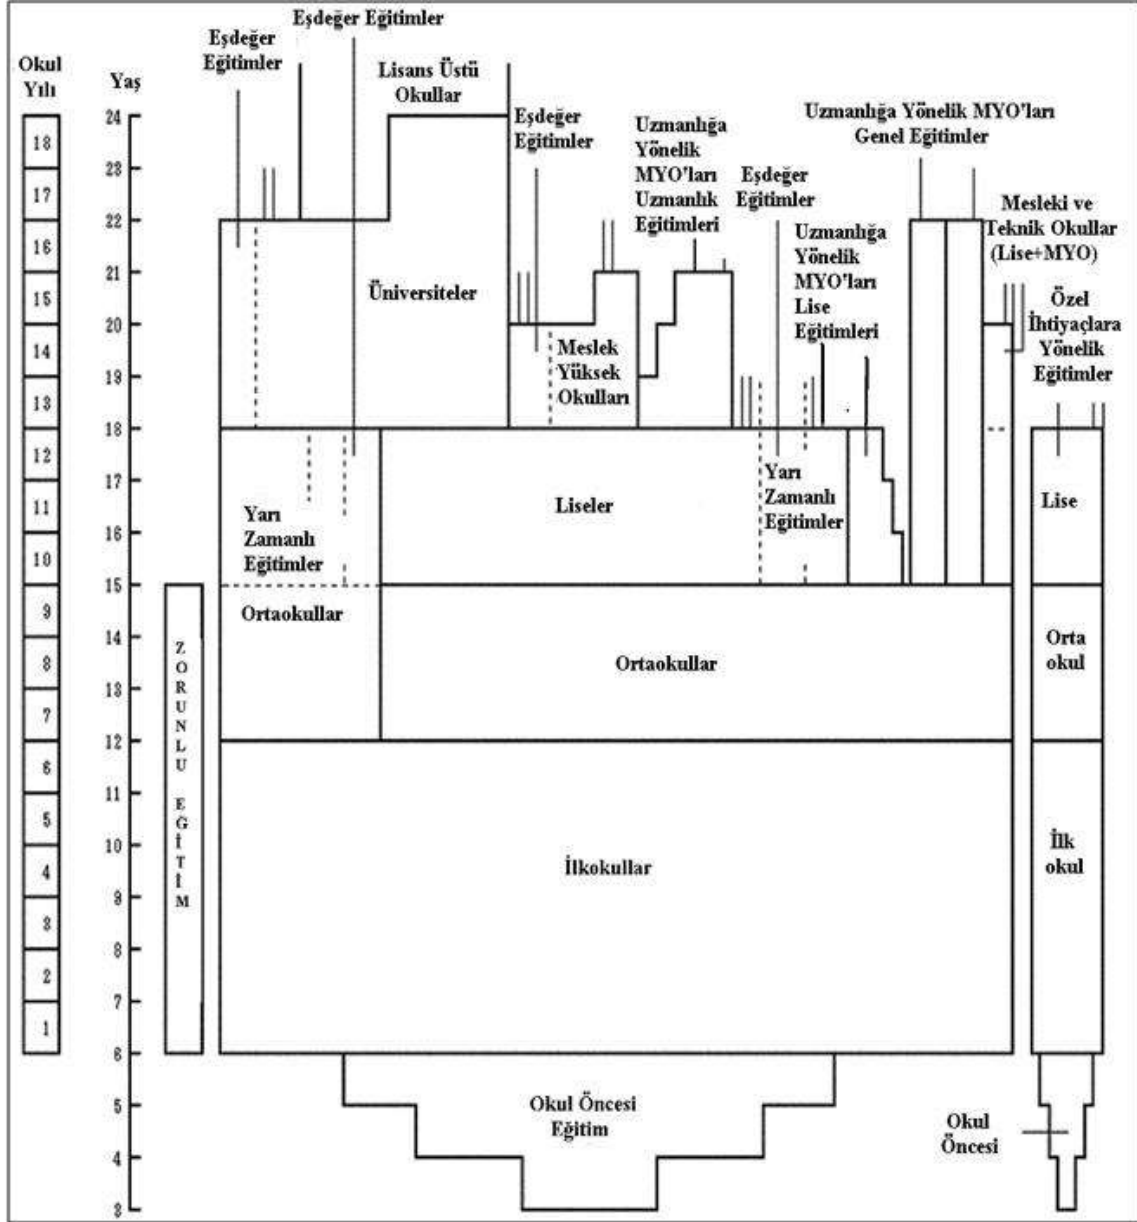 Eşdeğer Eğitimler
Eşdeğer
Eğitimler
Okul
Yılı
Yaş
Lisans Üstü
Okullar
Eşdeğer
Eğitimler
Uzmanlığa
Yönelik
MYO'ları
Uzmanlık
Eğitimleri
Eşdeğer
Eğitimler
Uzmanlığa Yönelik MYO'ları
Genel Eğitimler
Uzmanlığa
Yönelik
MYO'ları
Lise
Eğitimleri
Mesleki ve
Teknik Okullar
(Lise+MYO)
Özel
İhtiyaçlara
Yönelik
Eğitimler
18
17
16
15
14
13
12
11
10
9
8
7
6
5
4
3
2
1
24
23
22
21
20
19
18
17
16
15
14
13
12
11
10
9
8
7
6
5
4
3
Üniversiteler
Meslek
Yüksek
Okulları
Yarı
Zamanlı
Eğitimler
Liseler
Yarı
Zamanlı
Eğitimler
Lise
ZORUNLU EĞİTİM
Ortaokullar
Ortaokullar
Orta
okul
İlkokullar
İlk
okul
Okul Öncesi
Eğitim
Okul
Öncesi